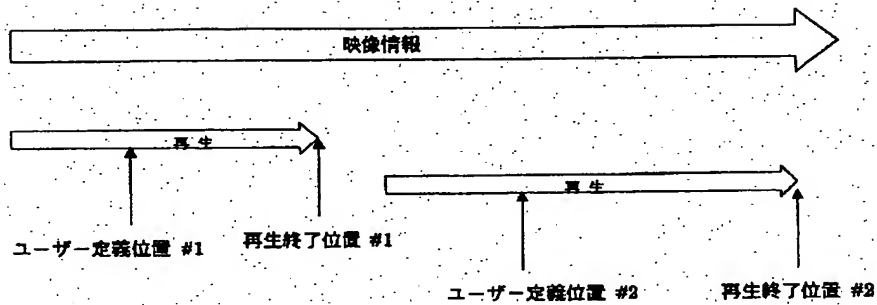 映像情報
再 生
再 生
ユーザー定義位置 #1
再生終了位置 #1
ユーザー定義位置 #2
再生終了位置 #2